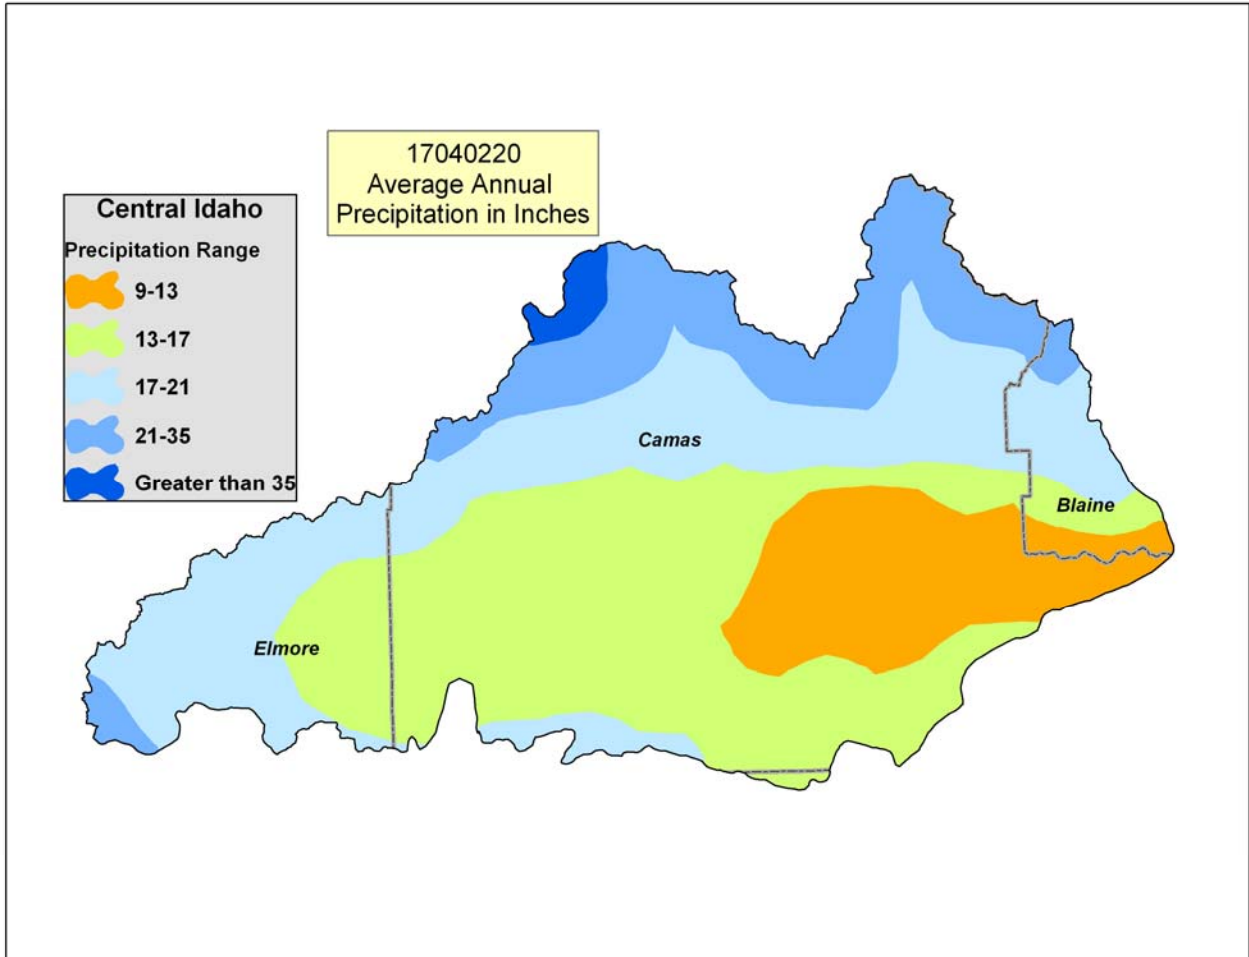 17040220
Average Annual
Precipitation in Inches
Central Idaho
Precipitation Range
9-13
13-17
17-21
21-35
Greater than 35
Camas
Blaine
Elmore